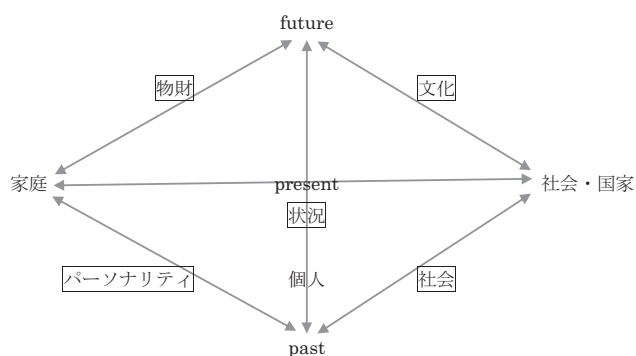 future
物財
文化
家庭
present
社会・国家
状況
パーソナリティ
個人
社会
past